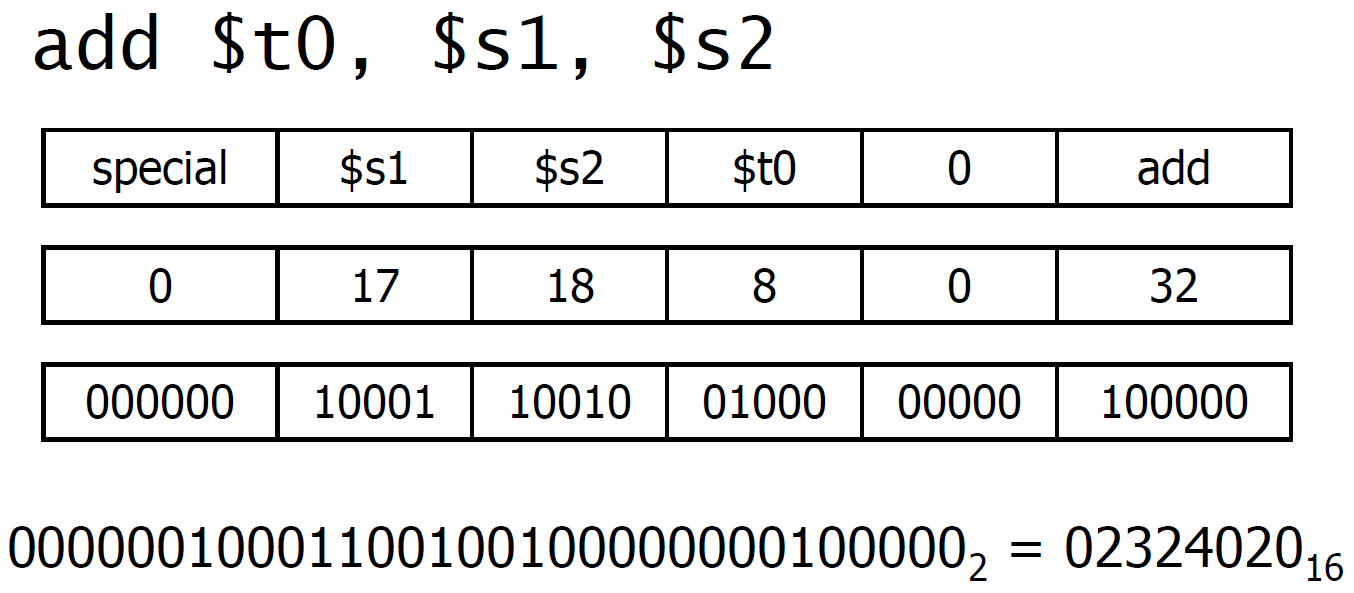 add $t0, $s1, $s2
special $s1 $s2 $t0 0 add
0 17 18 8 0 32
000000 10001 10010 01000 00000 100000
00000010001100100100000000100000₂ = 02324020₁₆